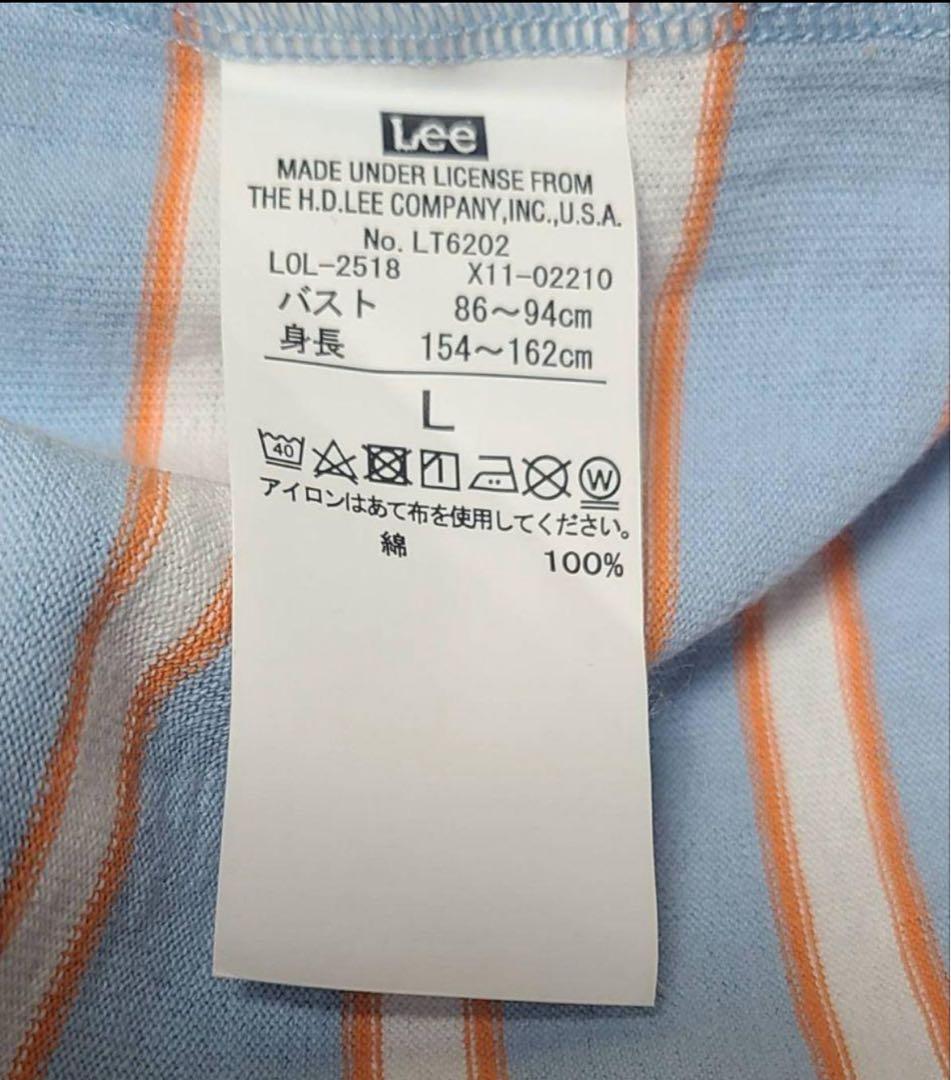 Lee
MADE UNDER LICENSE FROM
THE H.D.LEE COMPANY,INC.,U.S.A.
No. LT6202
LOL-2518 X11-02210
バスト 86～94cm
身長 154～162cm
L
40 W
アイロンはあて布を使用してください。
綿 100%